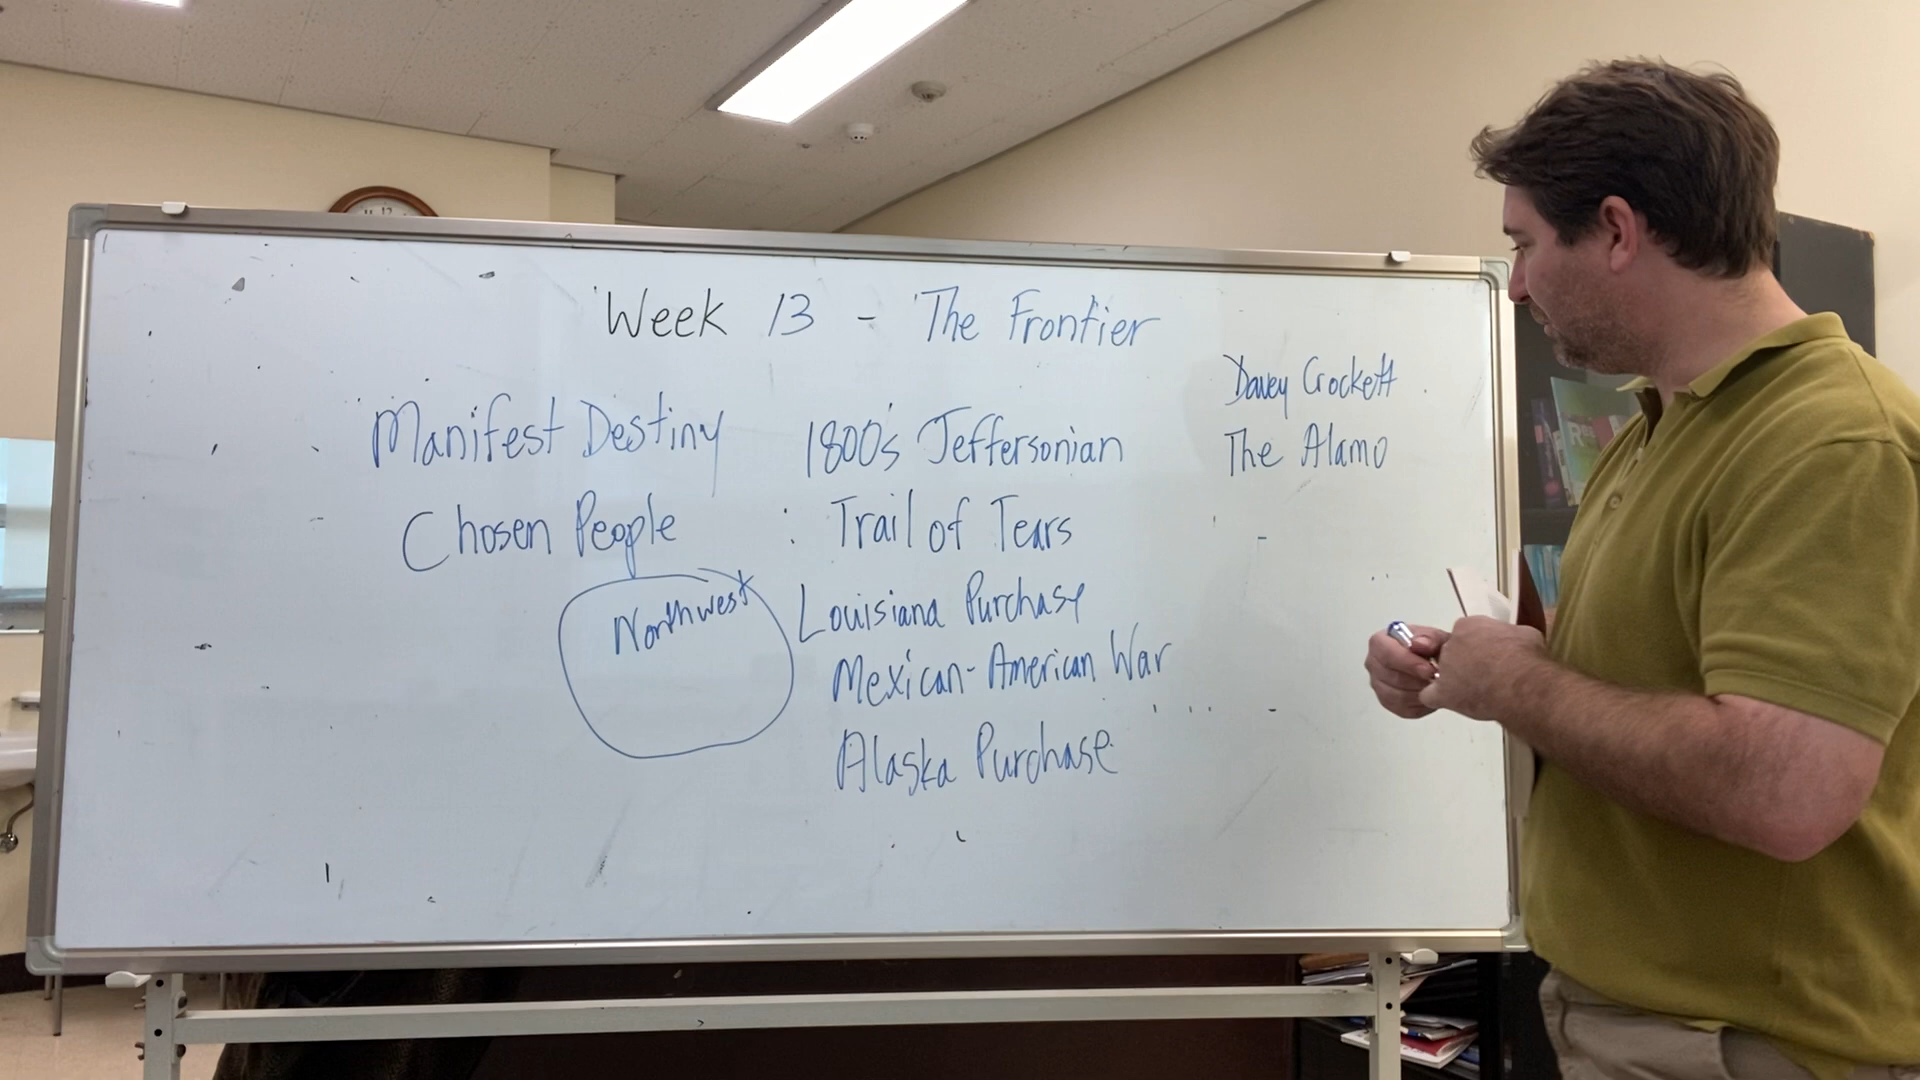 Week 13 - The Frontier
Davey Crockett
Manifest Destiny
1800s Jeffersonian
The Alamo
Chosen People
: Trail of Tears
Northwest
Louisiana Purchase
Mexican-American War
Alaska Purchase